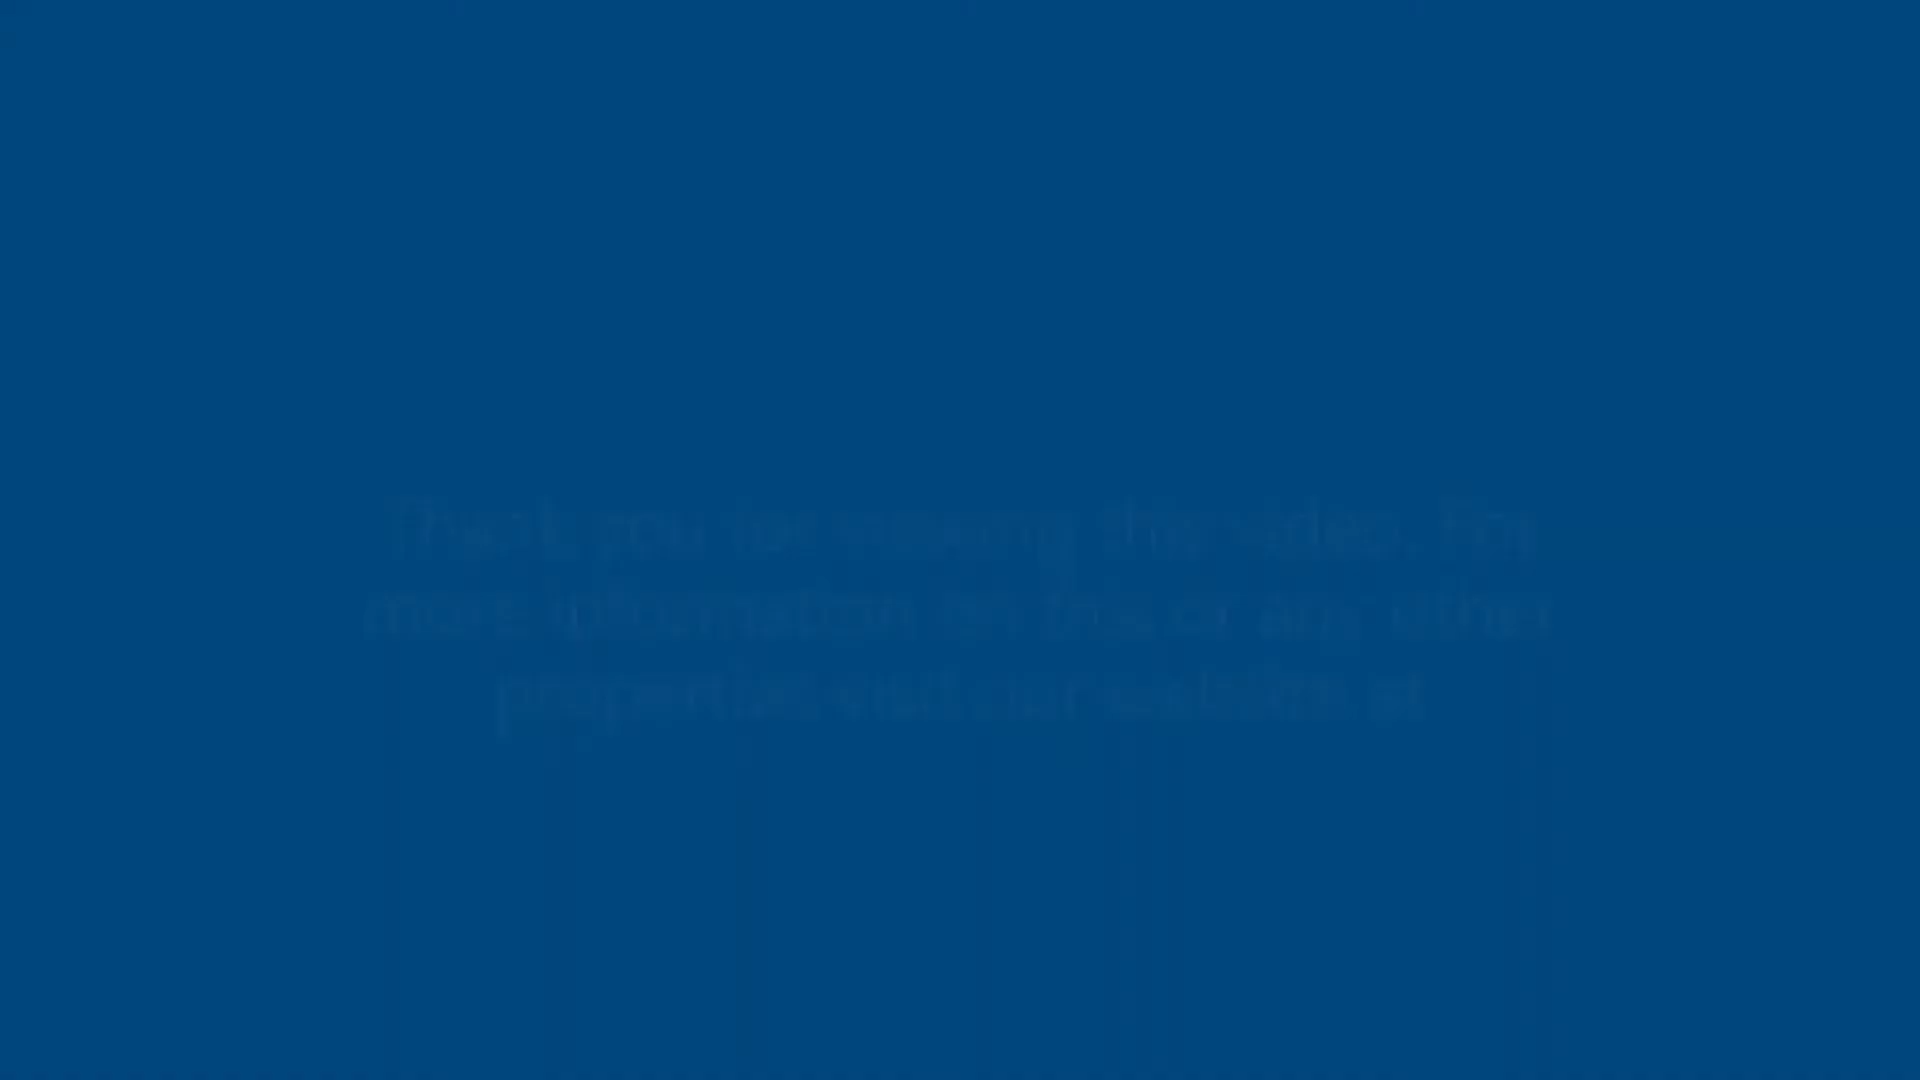 Thank you for viewing this video. For
more information on this or any other
properties visit our website at